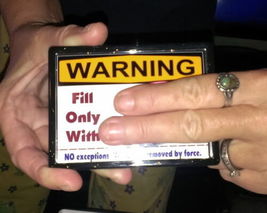 WARNING
Fill
Only
With
NO exceptions moved by force.